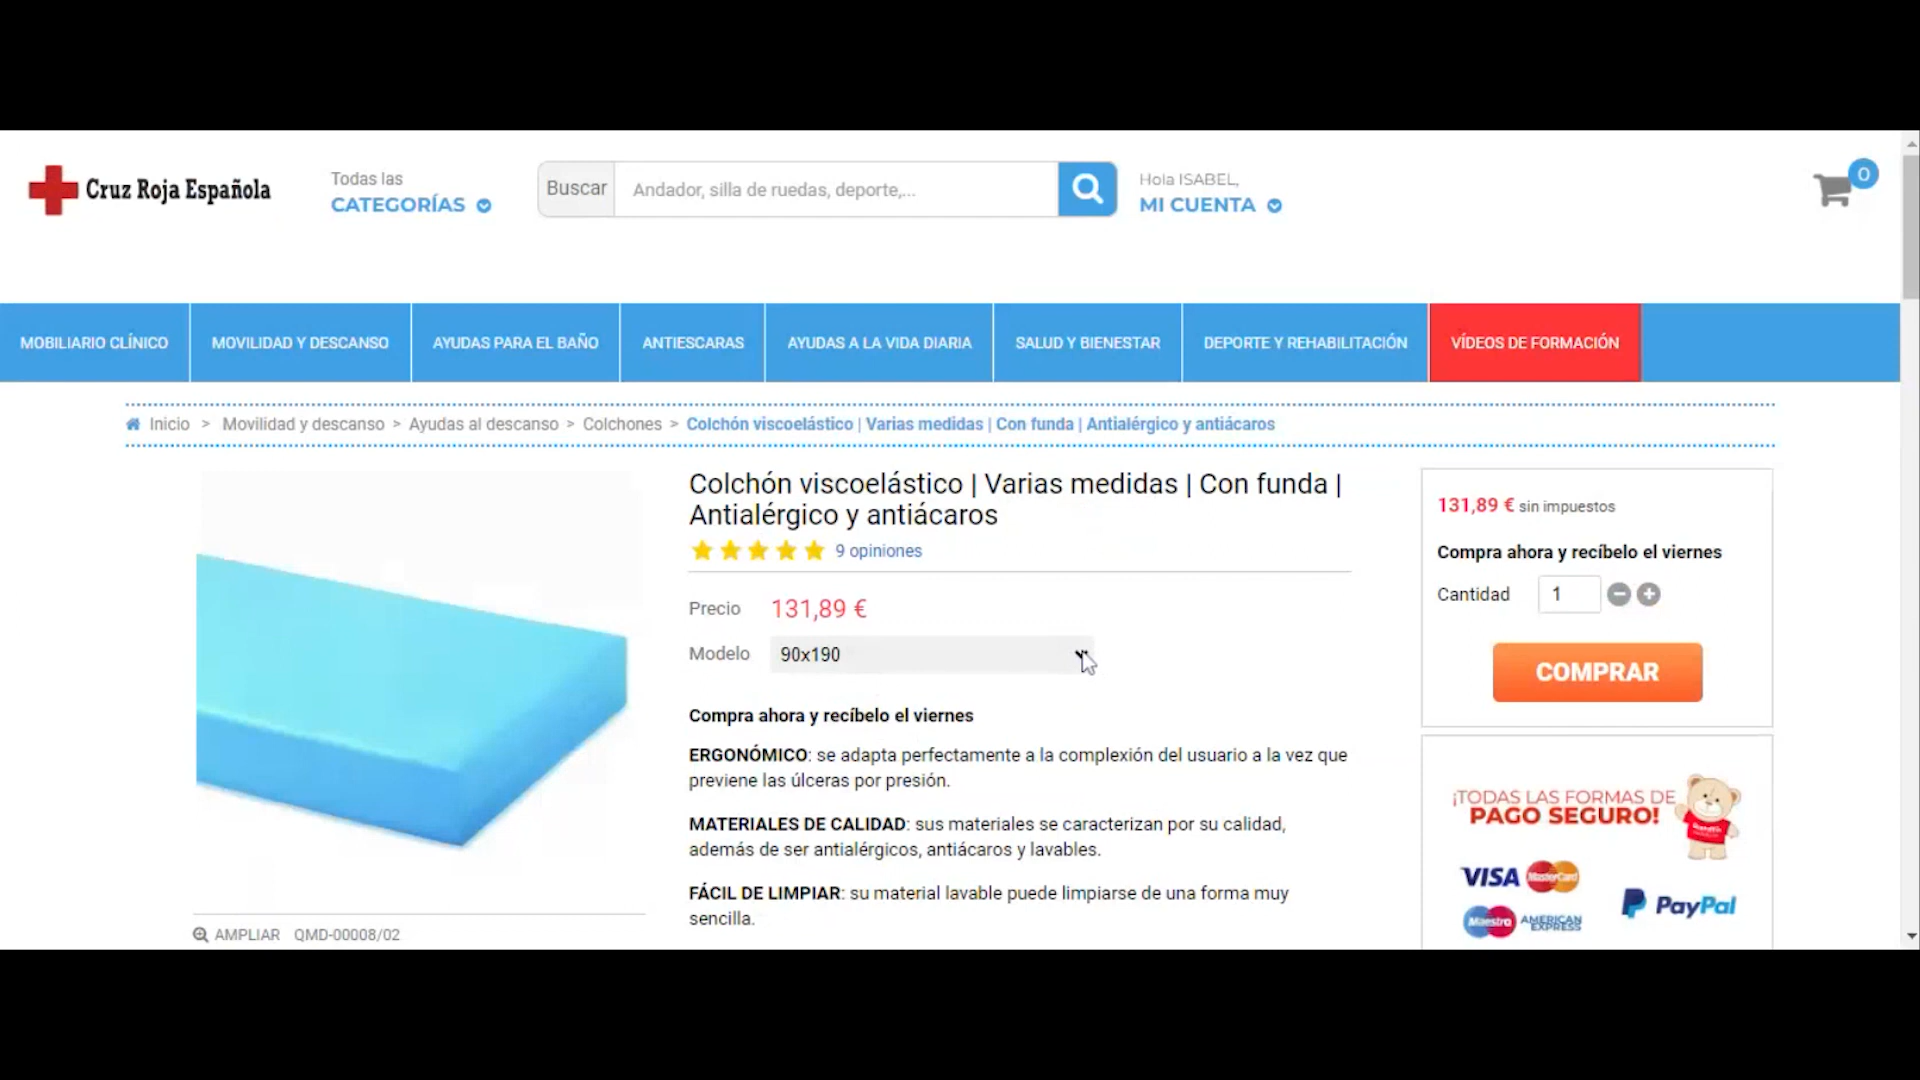 Cruz Roja Española
Todas las
CATEGORÍAS
Buscar
Andador, silla de ruedas, deporte,...
Hola ISABEL,
MI CUENTA
0
MOBILIARIO CLÍNICO
MOVILIDAD Y DESCANSO
AYUDAS PARA EL BAÑO
ANTIESCARAS
AYUDAS A LA VIDA DIARIA
SALUD Y BIENESTAR
DEPORTE Y REHABILITACIÓN
VÍDEOS DE FORMACIÓN
Inicio > Movilidad y descanso > Ayudas al descanso > Colchones > Colchón viscoelástico | Varias medidas | Con funda | Antialérgico y antiácaros
Colchón viscoelástico | Varias medidas | Con funda |
Antialérgico y antiácaros
9 opiniones
Precio 131,89 €
Modelo 90x190
Compra ahora y recíbelo el viernes
ERGONÓMICO: se adapta perfectamente a la complexión del usuario a la vez que
previene las úlceras por presión.
MATERIALES DE CALIDAD: sus materiales se caracterizan por su calidad,
además de ser antialérgicos, antiácaros y lavables.
FÁCIL DE LIMPIAR: su material lavable puede limpiarse de una forma muy
sencilla.
AMPLIAR QMD-00008/02
131,89 € sin impuestos
Compra ahora y recíbelo el viernes
Cantidad 1
COMPRAR
¡TODAS LAS FORMAS DE
PAGO SEGURO!
VISA MasterCard
Maestro AMERICAN EXPRESS
PayPal